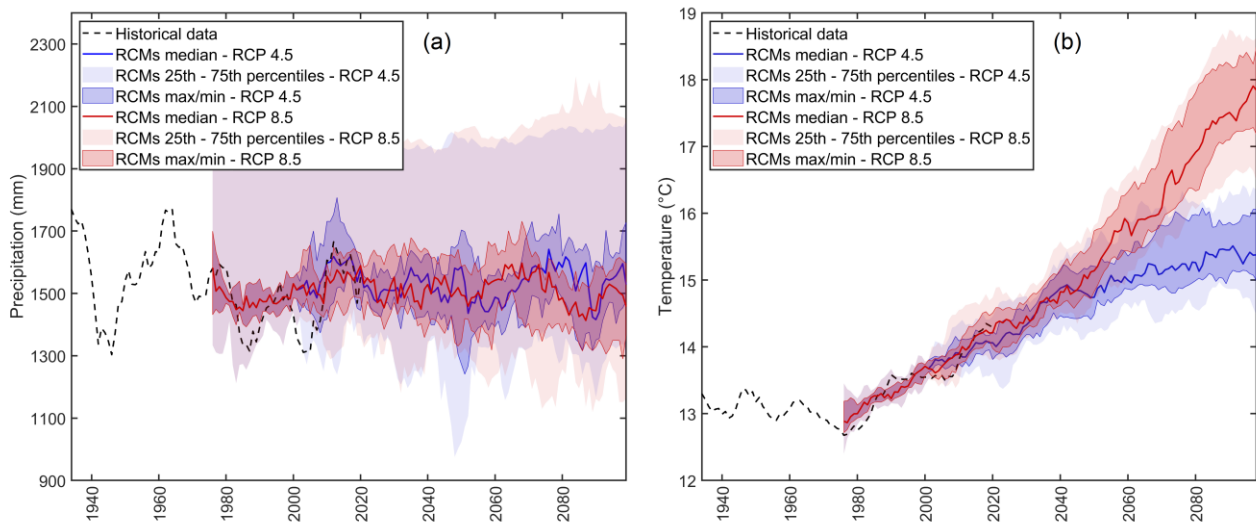 Historical data
RCMs median - RCP 4.5
RCMs 25th - 75th percentiles - RCP 4.5
RCMs max/min - RCP 4.5
RCMs median - RCP 8.5
RCMs 25th - 75th percentiles - RCP 8.5
RCMs max/min - RCP 8.5
(a)
Precipitation (mm)
2300
2100
1900
1700
1500
1300
1100
900
1940
1960
1980
2000
2020
2040
2060
2080
Historical data
RCMs median - RCP 4.5
RCMs 25th - 75th percentiles - RCP 4.5
RCMs max/min - RCP 4.5
RCMs median - RCP 8.5
RCMs 25th - 75th percentiles - RCP 8.5
RCMs max/min - RCP 8.5
(b)
Temperature (°C)
19
18
17
16
15
14
13
12
1940
1960
1980
2000
2020
2040
2060
2080